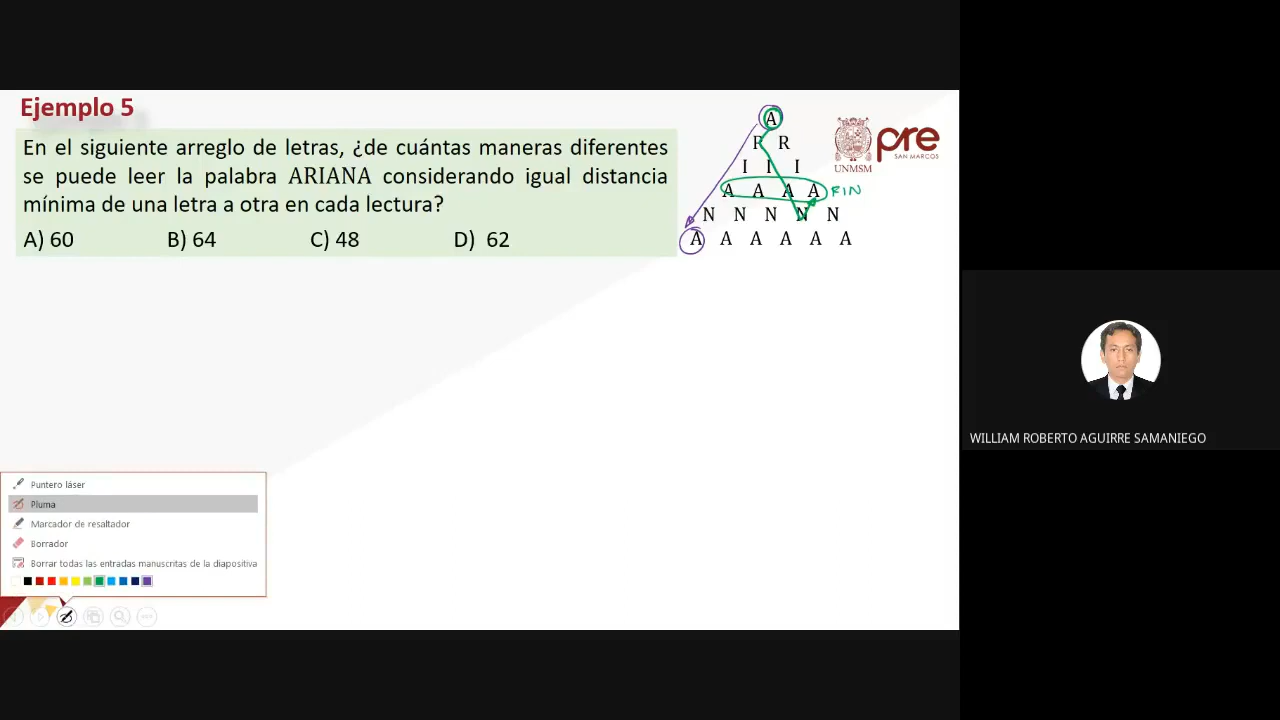 Ejemplo 5
En el siguiente arreglo de letras, ¿de cuántas maneras diferentes
se puede leer la palabra ARIANA considerando igual distancia
mínima de una letra a otra en cada lectura?
A) 60 B) 64 C) 48 D) 62
A
R R
I I I
A A A A FIN
N N N N N
A A A A A A
UNMSM
pre
SAN MARCOS
WILLIAM ROBERTO AGUIRRE SAMANIEGO
Puntero láser
Pluma
Marcador de resaltador
Borrador
Borrar todas las entradas manuscritas de la diapositiva